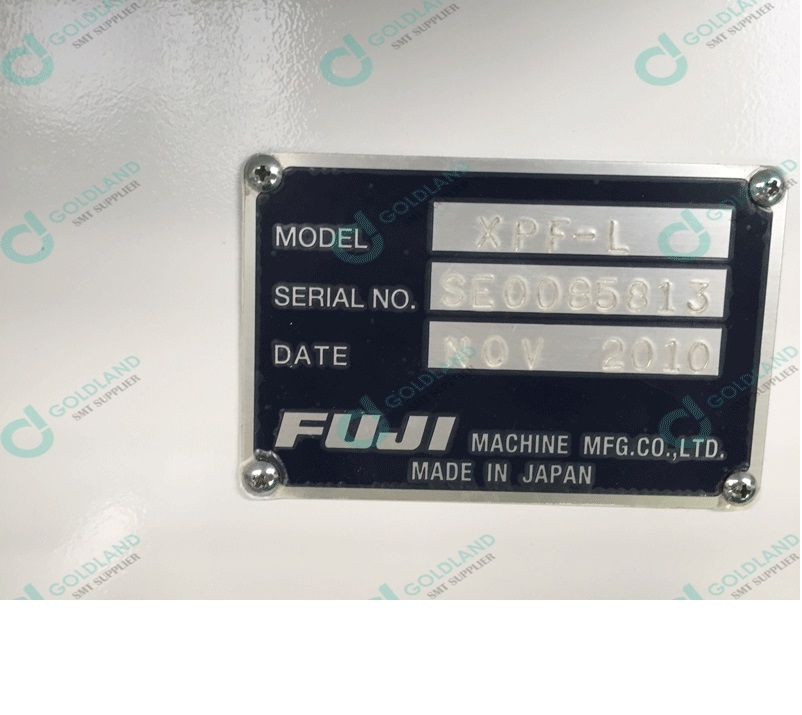 GOLDLAND
SMT SUPPLIER
MODEL XPF-L
SERIAL NO. SE0085813
DATE NOV 2010
FUJI MACHINE MFG.CO.,LTD.
MADE IN JAPAN